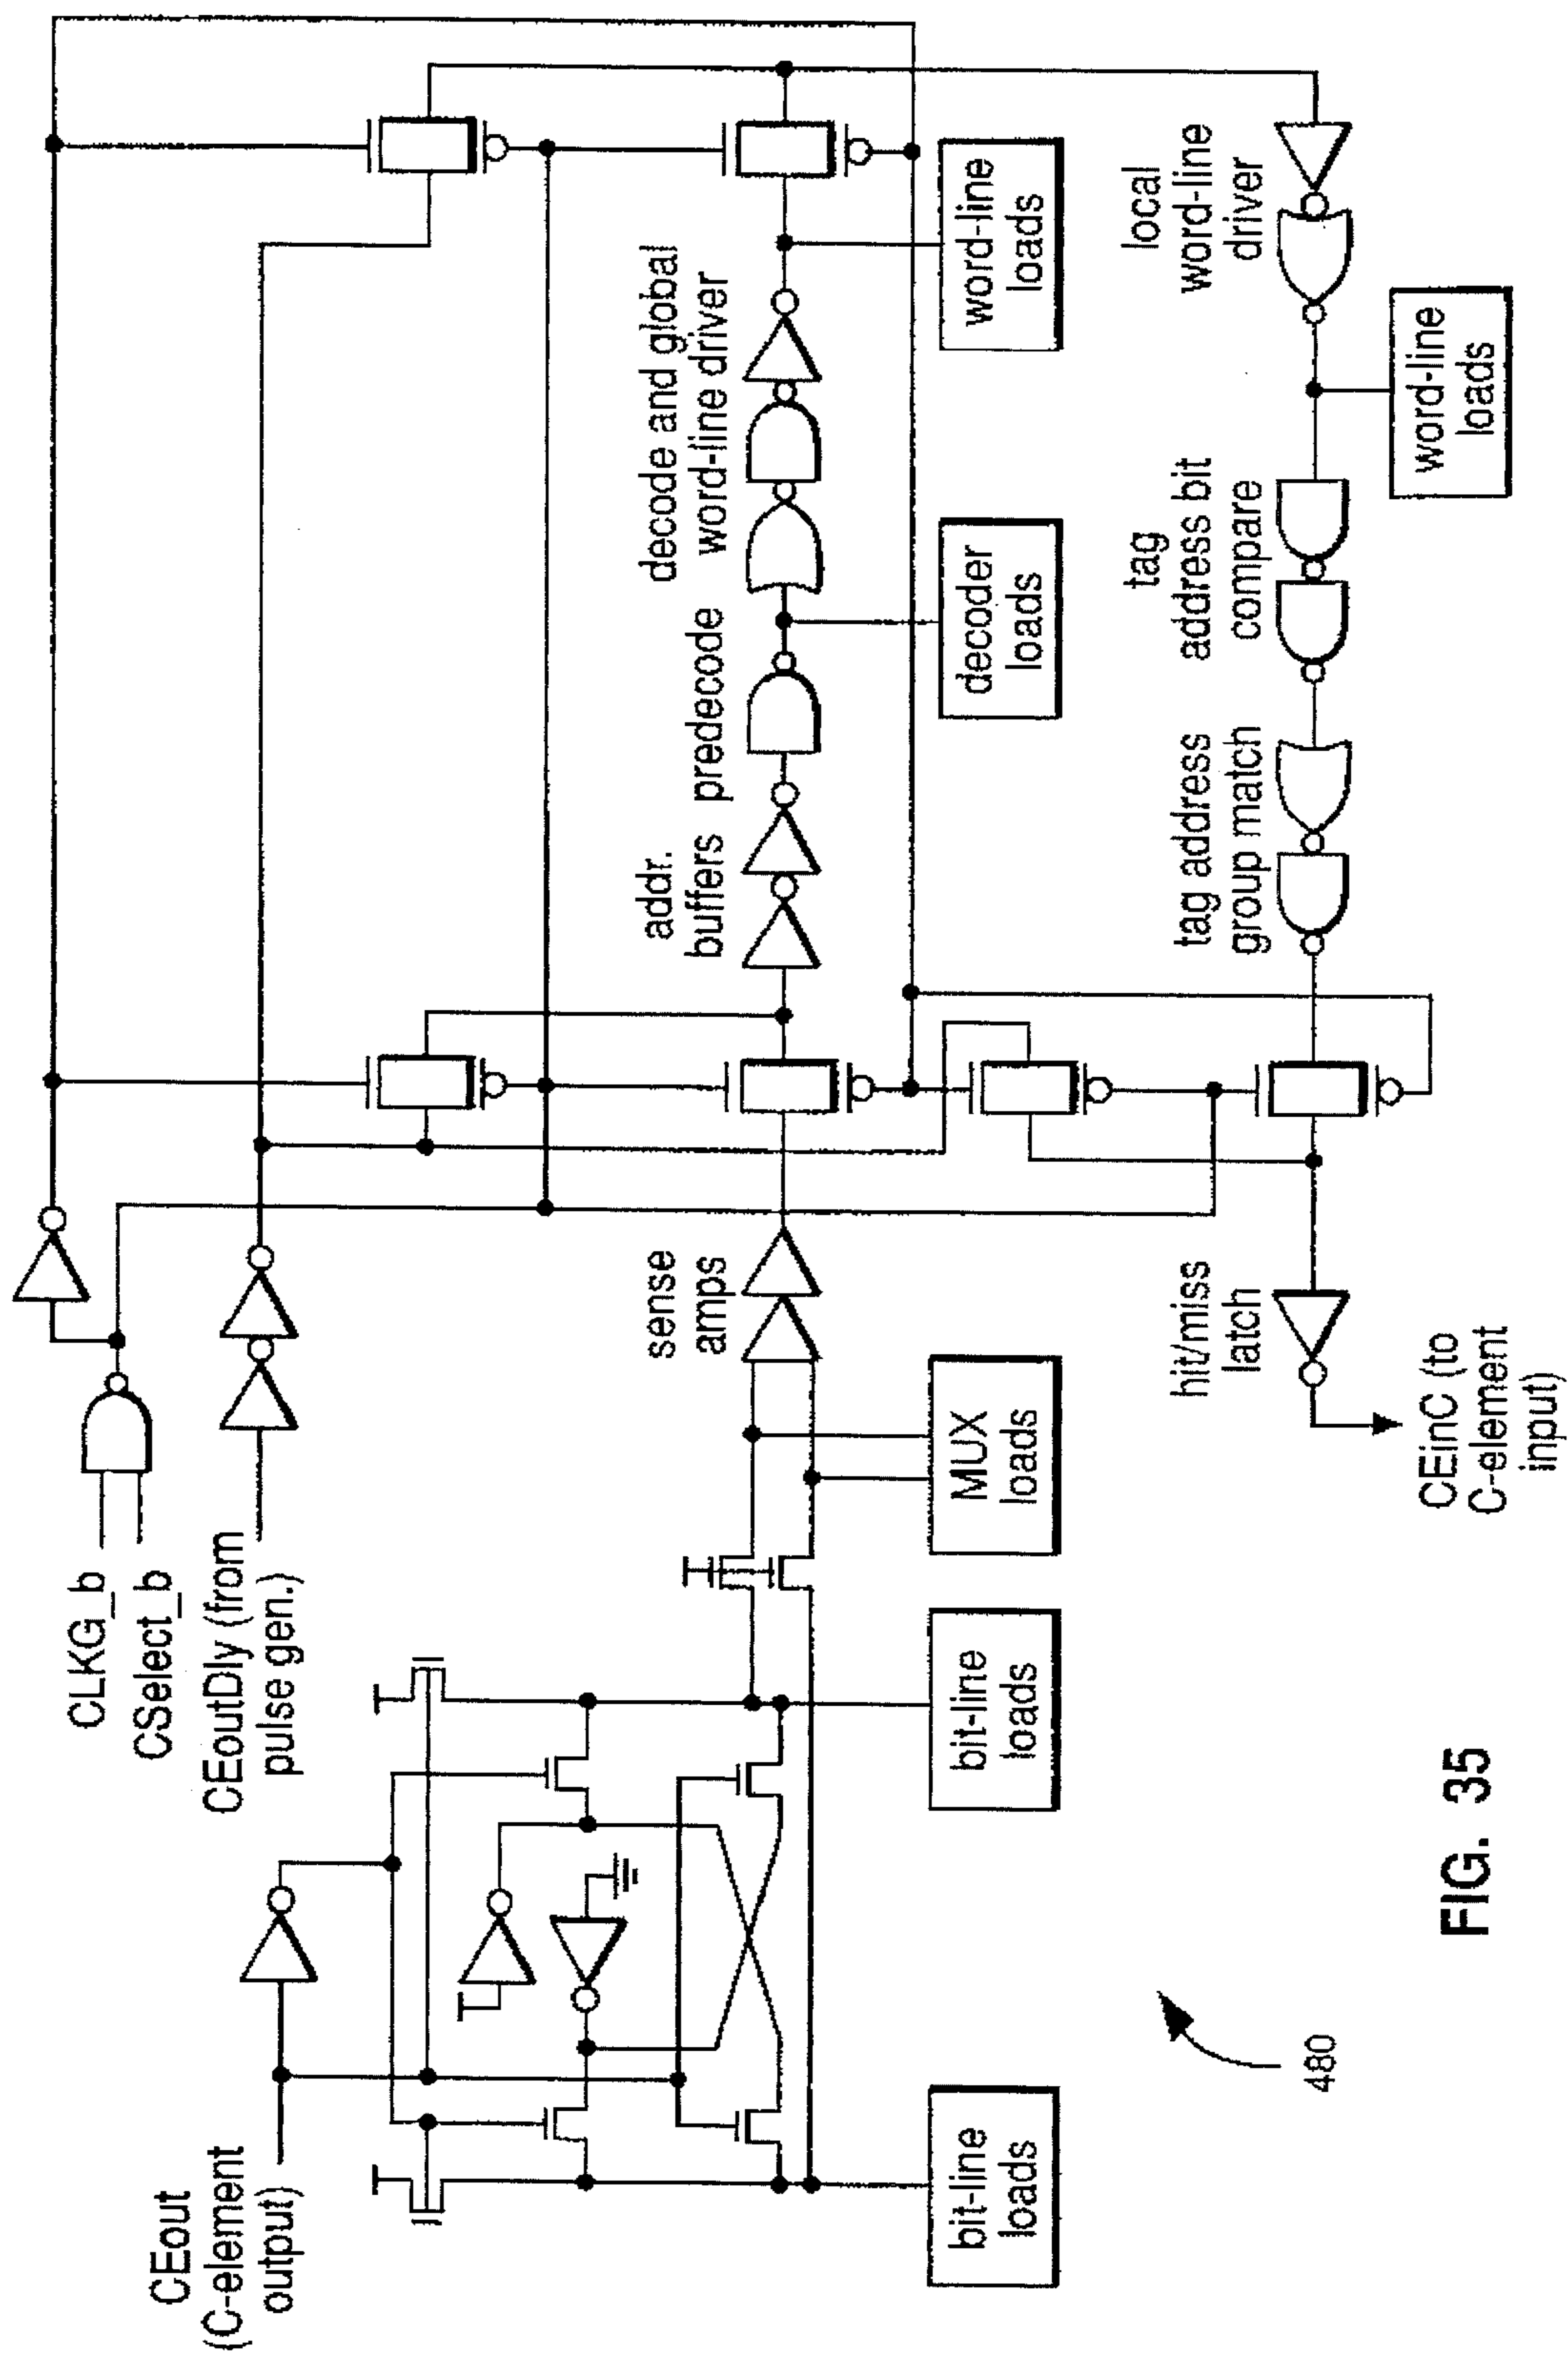 CLKG_b
CSelect_b
CEoutDly (from
pulse gen.)
CEout
(C-element
output)
sense
amps
addr.
buffers
predecode
decode and global
word-line driver
bit-line
loads
bit-line
loads
MUX
loads
decoder
loads
word-line
loads
hit/miss
latch
tag address
group match
tag
address bit
compare
local
word-line
driver
word-line
loads
CEinC (to
C-element
input)
480
FIG. 35